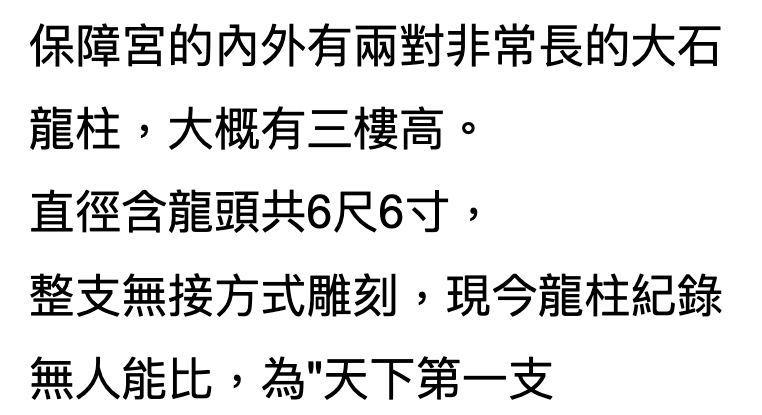 保障宮的內外有兩對非常長的大石
龍柱，大概有三樓高。
直徑含龍頭共6尺6寸，
整支無接方式雕刻，現今龍柱紀錄
無人能比，為"天下第一支